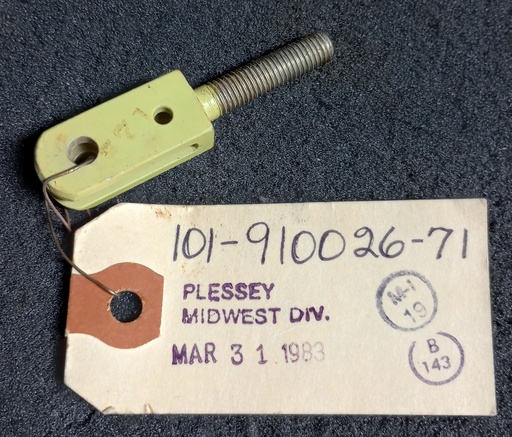 101-910026-71
PLESSEY
MIDWEST DIV.
MAR 31 1983
M-1
19
B
143